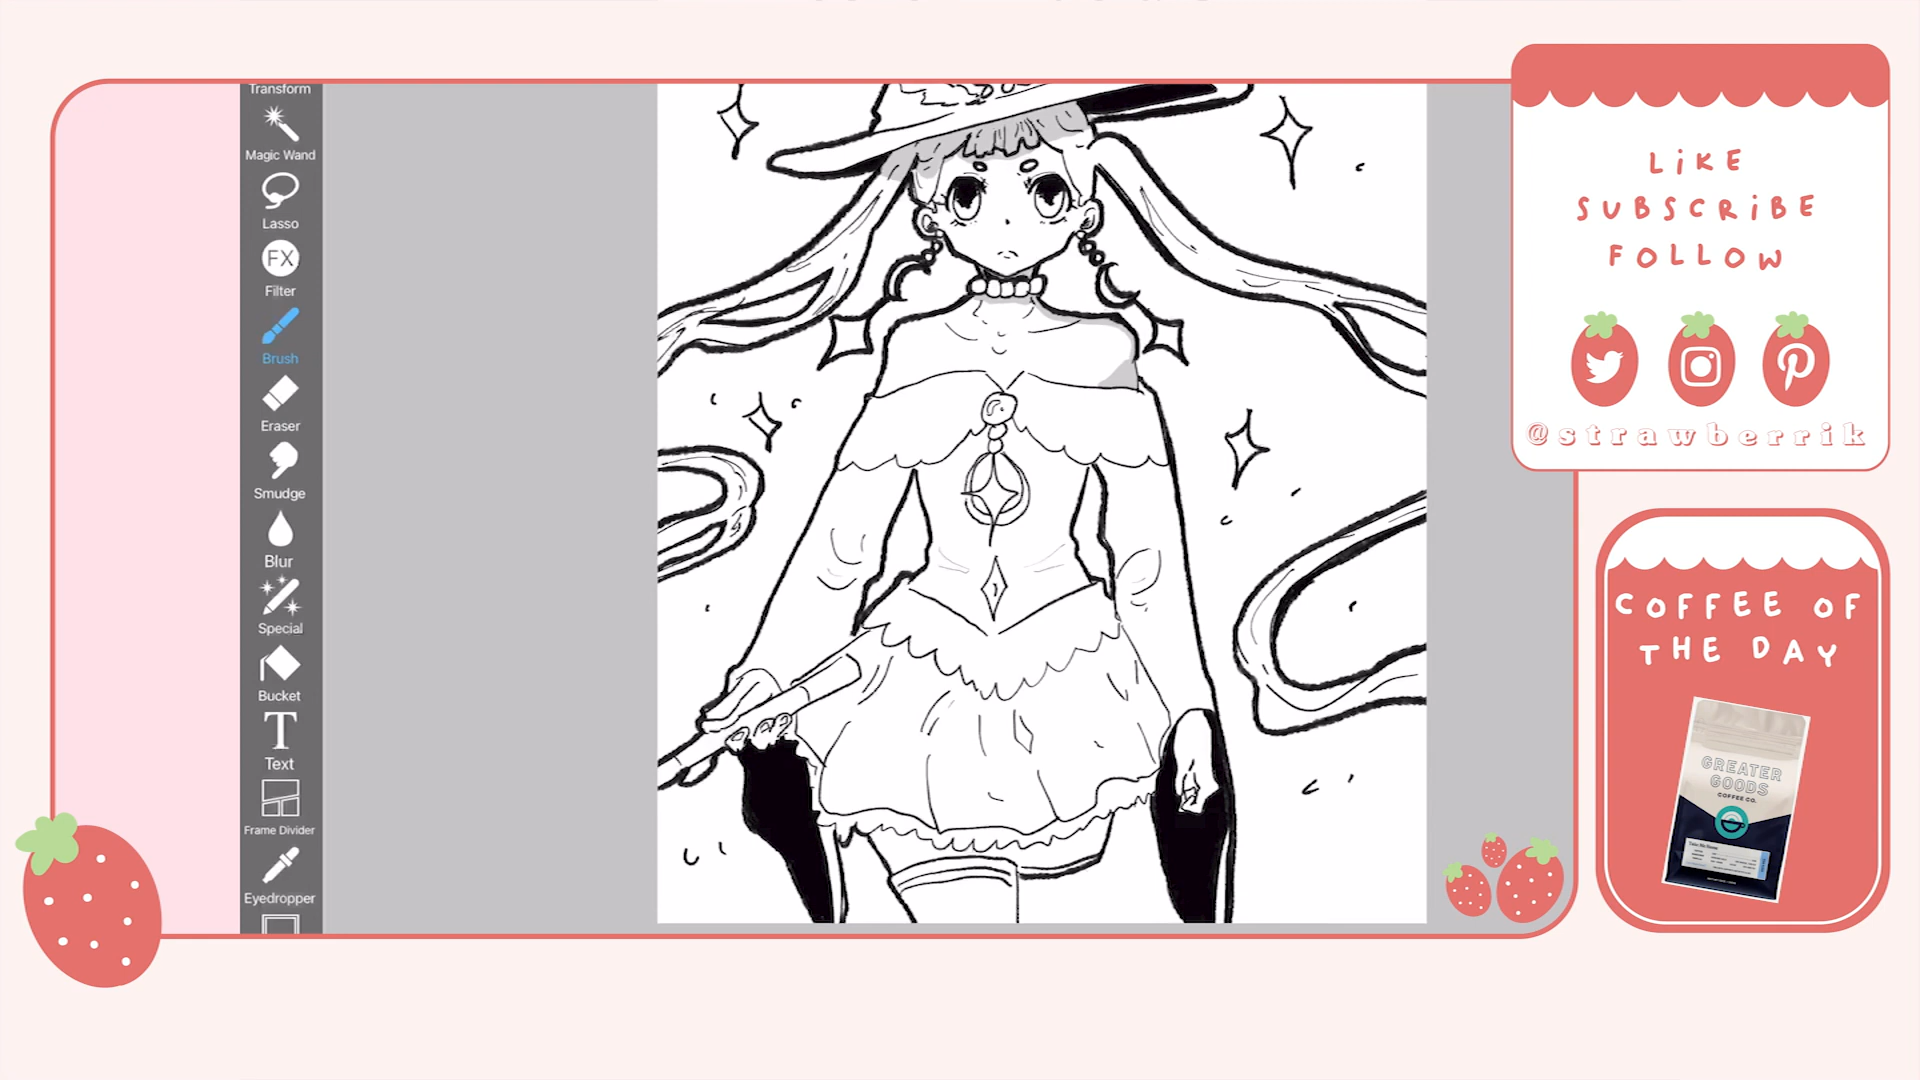 Transform
Magic Wand
Lasso
FX
Filter
Brush
Eraser
Smudge
Blur
Special
Bucket
T
Text
Frame Divider
Eyedropper
LiKE
SUBSCRiBE
FOLLOW
@strawberrik
COFFEE OF
THE DAY
GREATER
GOODS
COFFEE CO.